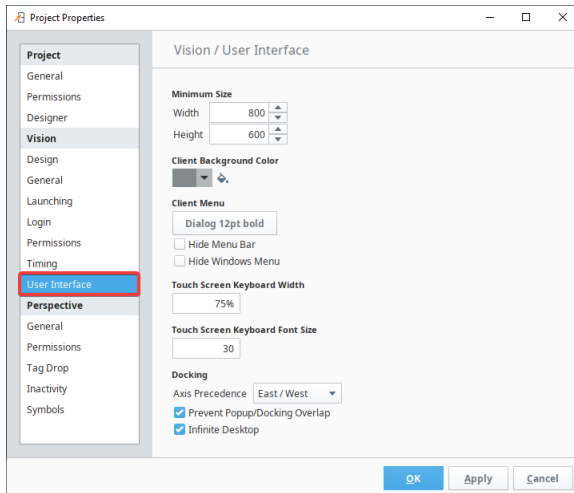 Project Properties
Project
General
Permissions
Designer
Vision
Design
General
Launching
Login
Permissions
Timing
User Interface
Perspective
General
Permissions
Tag Drop
Inactivity
Symbols
Vision / User Interface
Minimum Size
Width 800
Height 600
Client Background Color
Client Menu
Dialog 12pt bold
Hide Menu Bar
Hide Windows Menu
Touch Screen Keyboard Width
75%
Touch Screen Keyboard Font Size
30
Docking
Axis Precedence East / West
Prevent Popup/Docking Overlap
Infinite Desktop
OK Apply Cancel